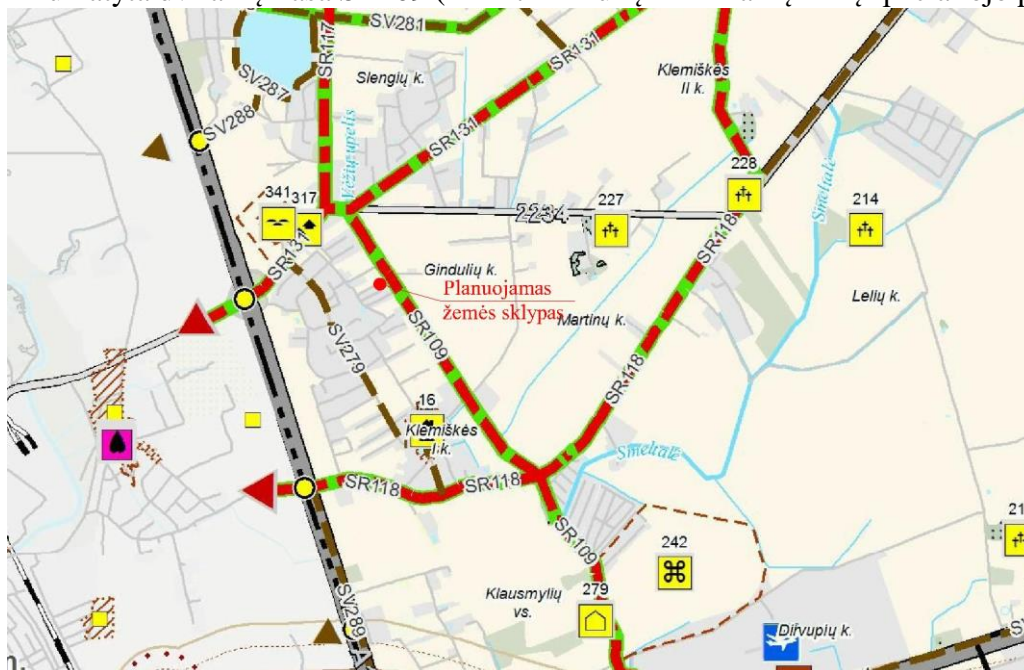 SV281
SR117
SR131
Slengių k.
Klemiškės
II k.
SV287
SV288
SR131
Vėžių upelis
228
341 317
2234
227
214
Smeltalė
SR131
SR118
Gindulių k.
Planuojamas
žemės sklypas
Martinų k.
Lelių k.
SV279
SR109
SR118
16
Klemiškės
I k.
Smeltalė
SR118
SR118
SR109
242
Klausmylių
vs.
279
SV289
Dirvupių k.